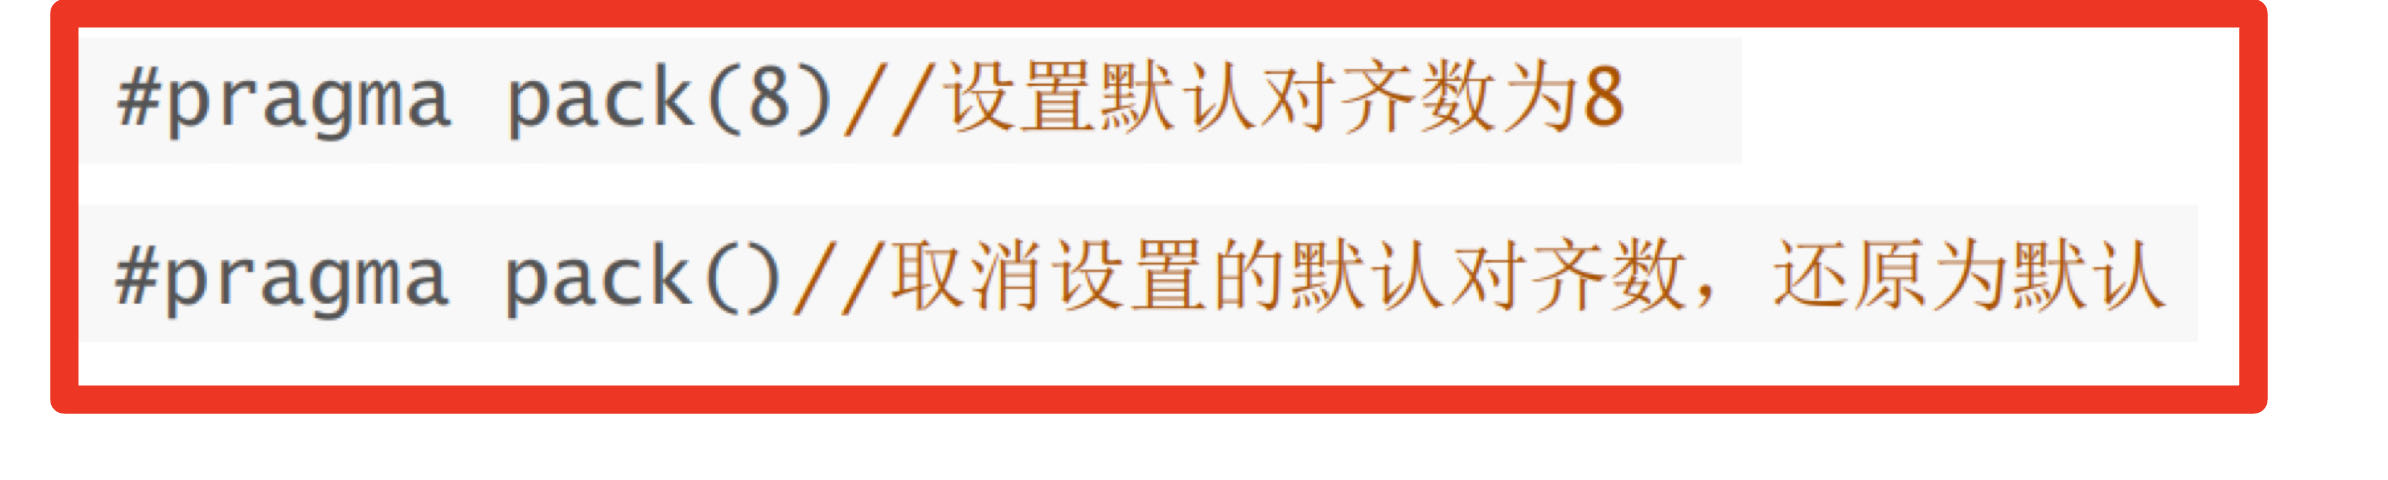 #pragma pack(8)//设置默认对齐数为8
#pragma pack()//取消设置的默认对齐数，还原为默认